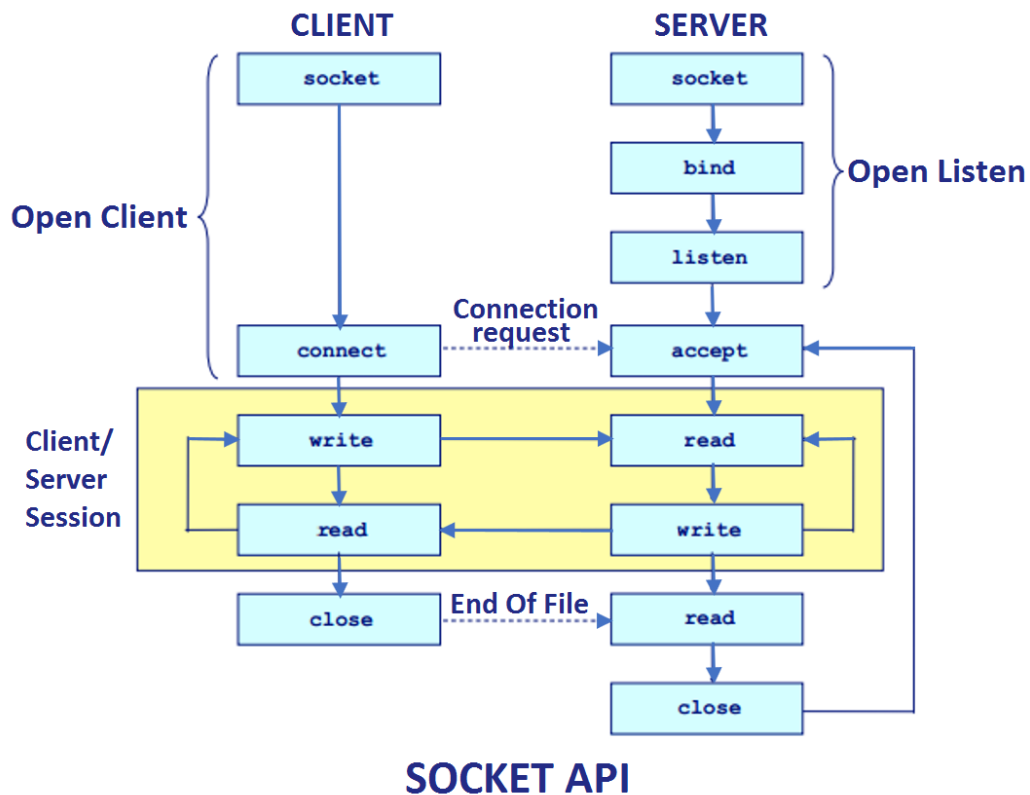 CLIENT
SERVER
socket
socket
bind
Open Listen
Open Client
listen
Connection
request
connect
accept
Client/
Server
Session
write
read
read
write
close
End Of File
read
close
SOCKET API